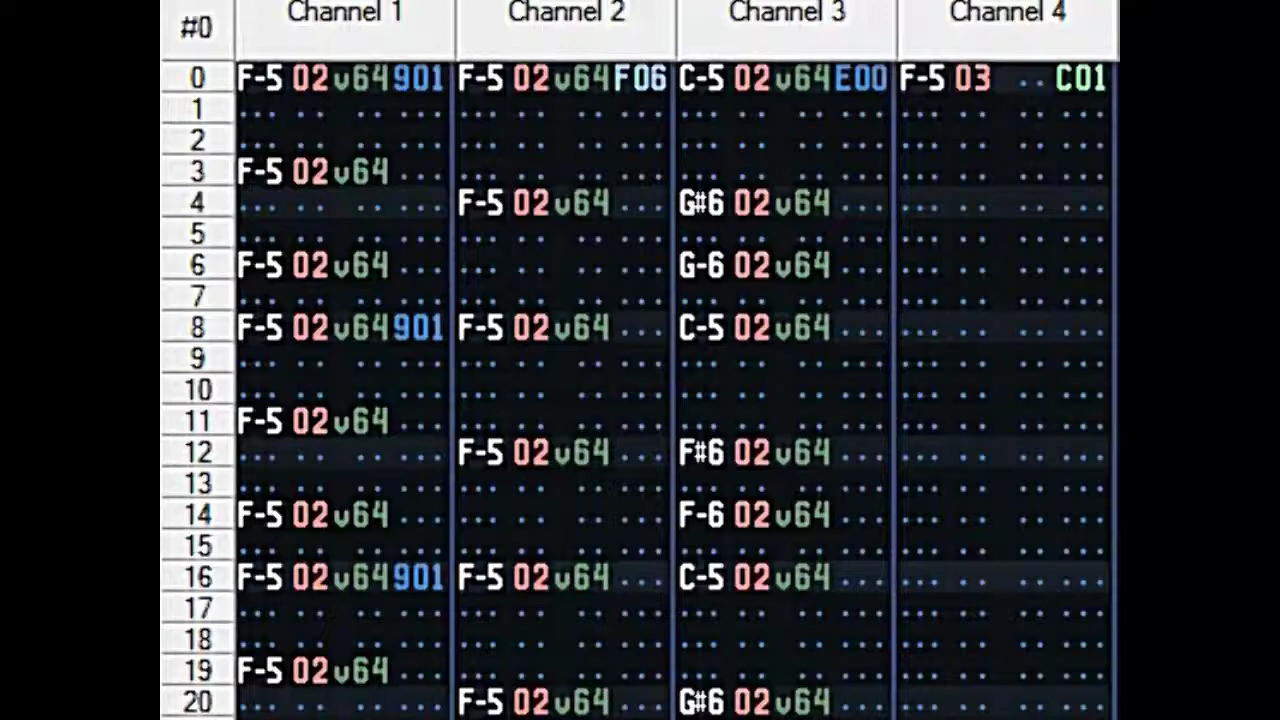 #0 Channel 1 Channel 2 Channel 3 Channel 4
0 F-5 02 v64 901 F-5 02 v64 F06 C-5 02 v64 E00 F-5 03 .. C01
1 ... .. .. ... ... .. .. ... ... .. .. ... ... .. .. ...
2 ... .. .. ... ... .. .. ... ... .. .. ... ... .. .. ...
3 F-5 02 v64 ... ... .. .. ... ... .. .. ... ... .. .. ...
4 ... .. .. ... F-5 02 v64 ... G#6 02 v64 ... ... .. .. ...
5 ... .. .. ... ... .. .. ... ... .. .. ... ... .. .. ...
6 F-5 02 v64 ... ... .. .. ... G-6 02 v64 ... ... .. .. ...
7 ... .. .. ... ... .. .. ... ... .. .. ... ... .. .. ...
8 F-5 02 v64 901 F-5 02 v64 ... C-5 02 v64 ... ... .. .. ...
9 ... .. .. ... ... .. .. ... ... .. .. ... ... .. .. ...
10 ... .. .. ... ... .. .. ... ... .. .. ... ... .. .. ...
11 F-5 02 v64 ... ... .. .. ... ... .. .. ... ... .. .. ...
12 ... .. .. ... F-5 02 v64 ... F#6 02 v64 ... ... .. .. ...
13 ... .. .. ... ... .. .. ... ... .. .. ... ... .. .. ...
14 F-5 02 v64 ... ... .. .. ... F-6 02 v64 ... ... .. .. ...
15 ... .. .. ... ... .. .. ... ... .. .. ... ... .. .. ...
16 F-5 02 v64 901 F-5 02 v64 ... C-5 02 v64 ... ... .. .. ...
17 ... .. .. ... ... .. .. ... ... .. .. ... ... .. .. ...
18 ... .. .. ... ... .. .. ... ... .. .. ... ... .. .. ...
19 F-5 02 v64 ... ... .. .. ... ... .. .. ... ... .. .. ...
20 ... .. .. ... F-5 02 v64 ... G#6 02 v64 ... ... .. .. ...